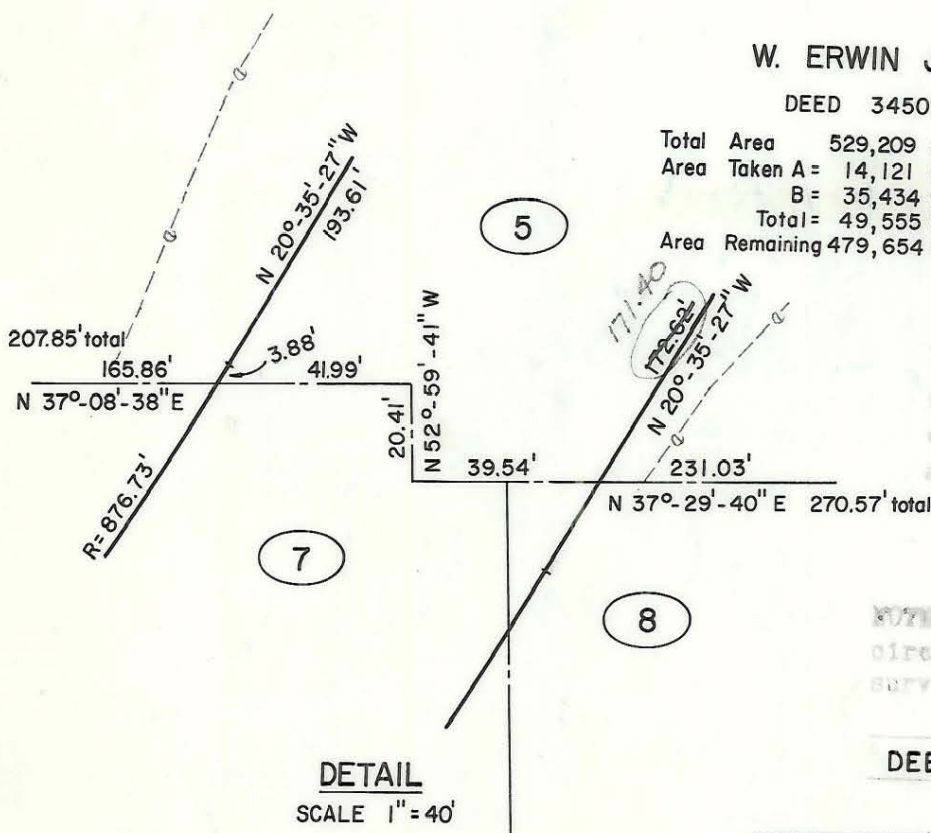 W. ERWIN
DEED 3450
Total Area 529,209
Area Taken A = 14,121
B = 35,434
Total = 49,555
Area Remaining 479,654
5
N 20°-35'-27" W
193.61'
171.40
172.62'
N 20°-35'-27" W
207.85' total
165.86'
3.88'
41.99'
N 37°-08'-38" E
20.41'
N 52°-59'-41" W
39.54'
231.03'
N 37°-29'-40" E 270.57' total
R = 876.73'
7
8
NOTE
circ
surv
DETAIL
SCALE 1" = 40'